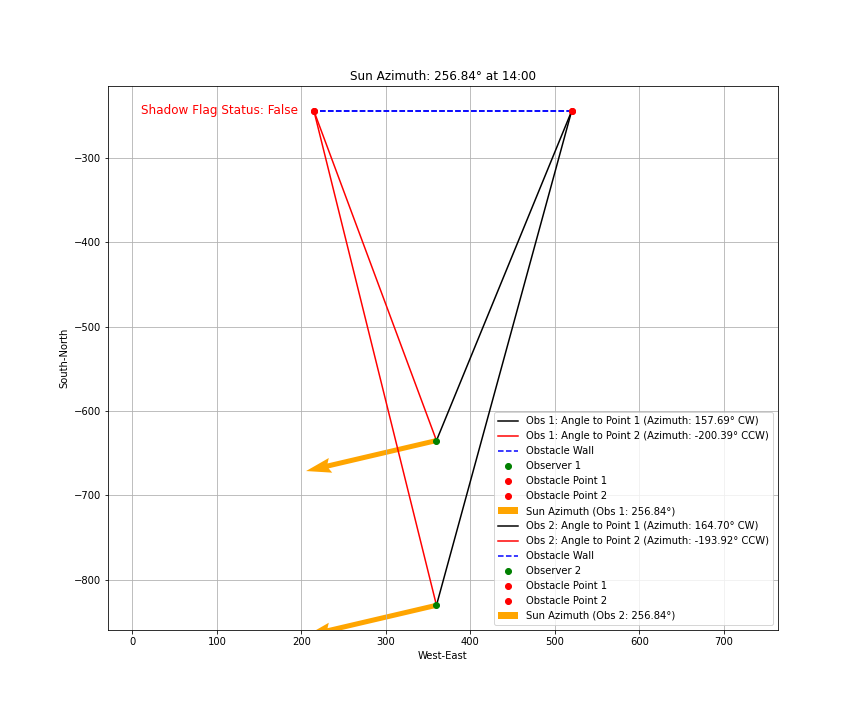 Sun Azimuth: 256.84° at 14:00
Shadow Flag Status: False
−300
−400
−500
−600
−700
−800
South-North
Obs 1: Angle to Point 1 (Azimuth: 157.69° CW)
Obs 1: Angle to Point 2 (Azimuth: -200.39° CCW)
Obstacle Wall
Observer 1
Obstacle Point 1
Obstacle Point 2
Sun Azimuth (Obs 1: 256.84°)
Obs 2: Angle to Point 1 (Azimuth: 164.70° CW)
Obs 2: Angle to Point 2 (Azimuth: -193.92° CCW)
Obstacle Wall
Observer 2
Obstacle Point 1
Obstacle Point 2
Sun Azimuth (Obs 2: 256.84°)
0 100 200 300 400 500 600 700
West-East